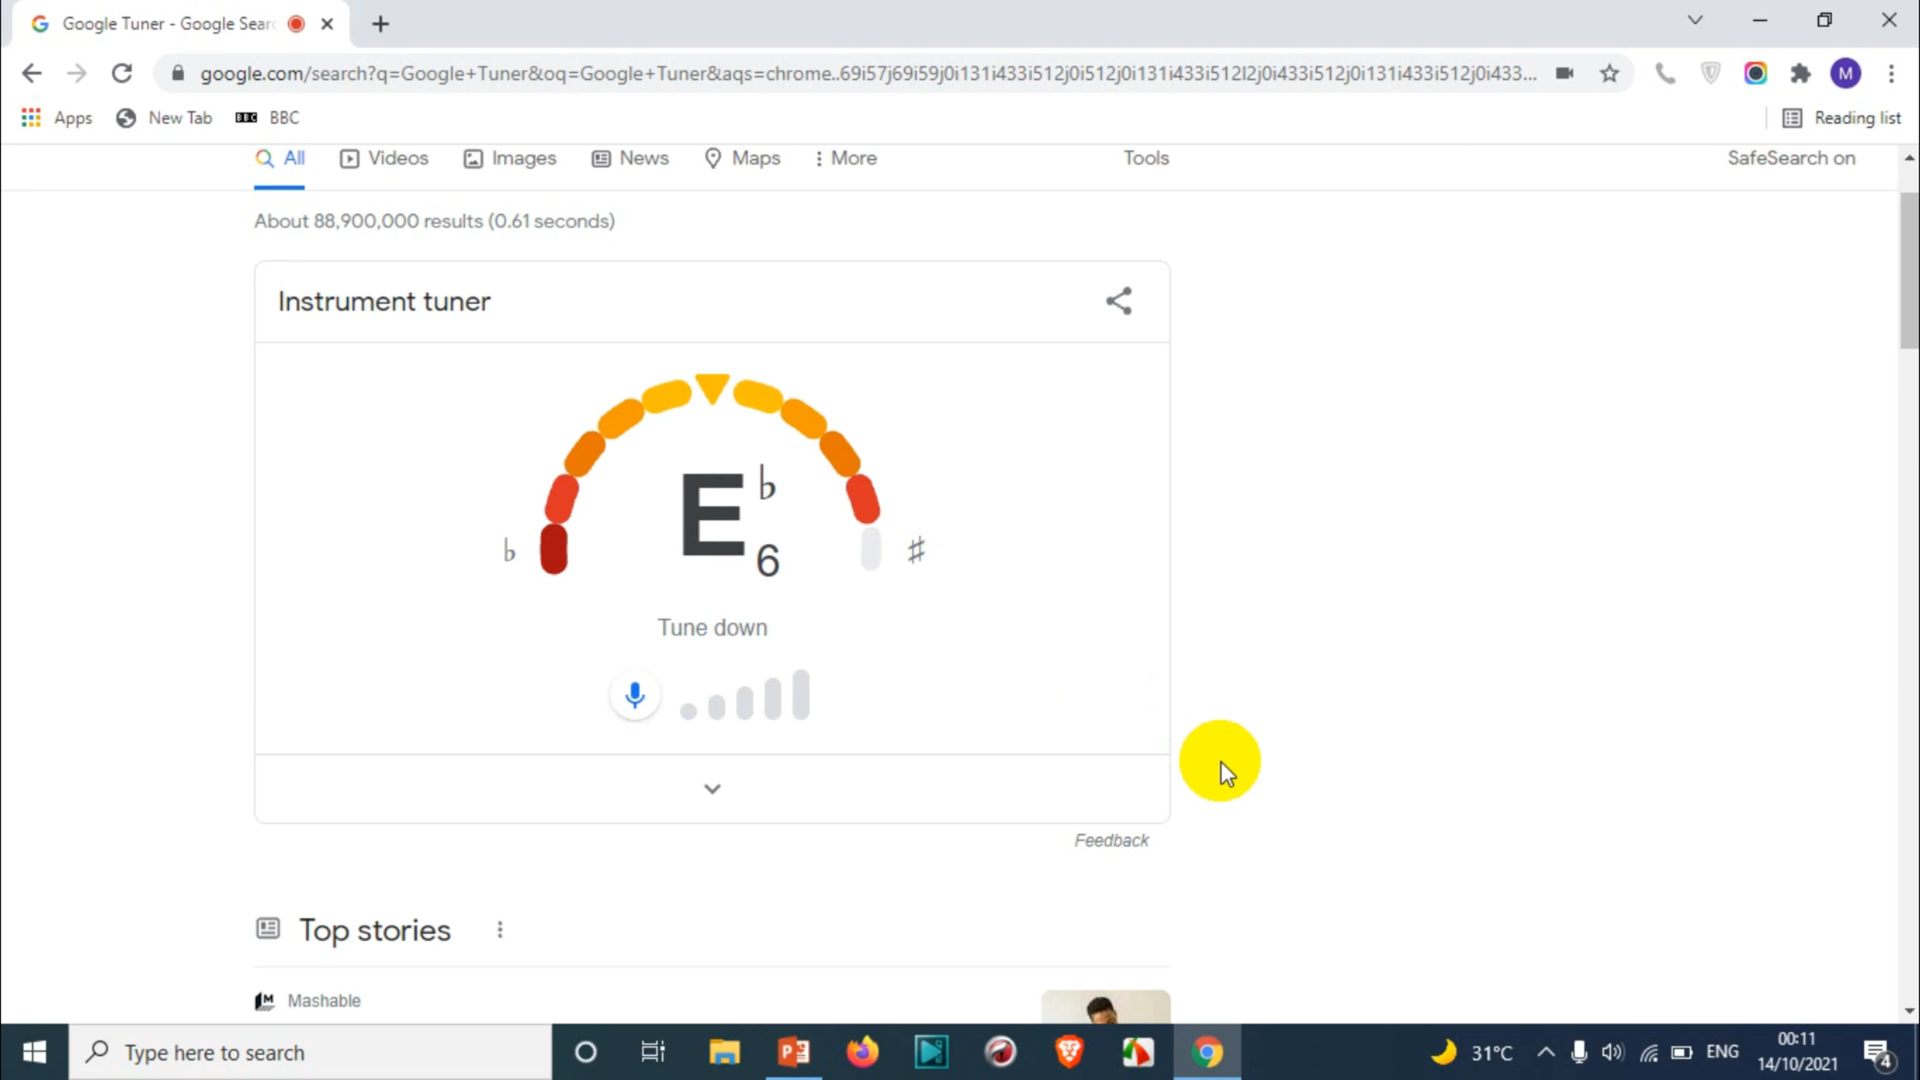 Google Tuner - Google Sear
google.com/search?q=Google+Tuner&oq=Google+Tuner&aqs=chrome..69i57j69i59j0i131i433i512j0i512j0i131i433i512l2j0i433i512j0i131i433i512j0i433...
M
Apps New Tab BBC BBC Reading list
All Videos Images News Maps More Tools SafeSearch on
About 88,900,000 results (0.61 seconds)
Instrument tuner
E♭
6
♭ ♯
Tune down
Feedback
Top stories
M Mashable
Type here to search
31°C ENG 00:11
14/10/2021 4